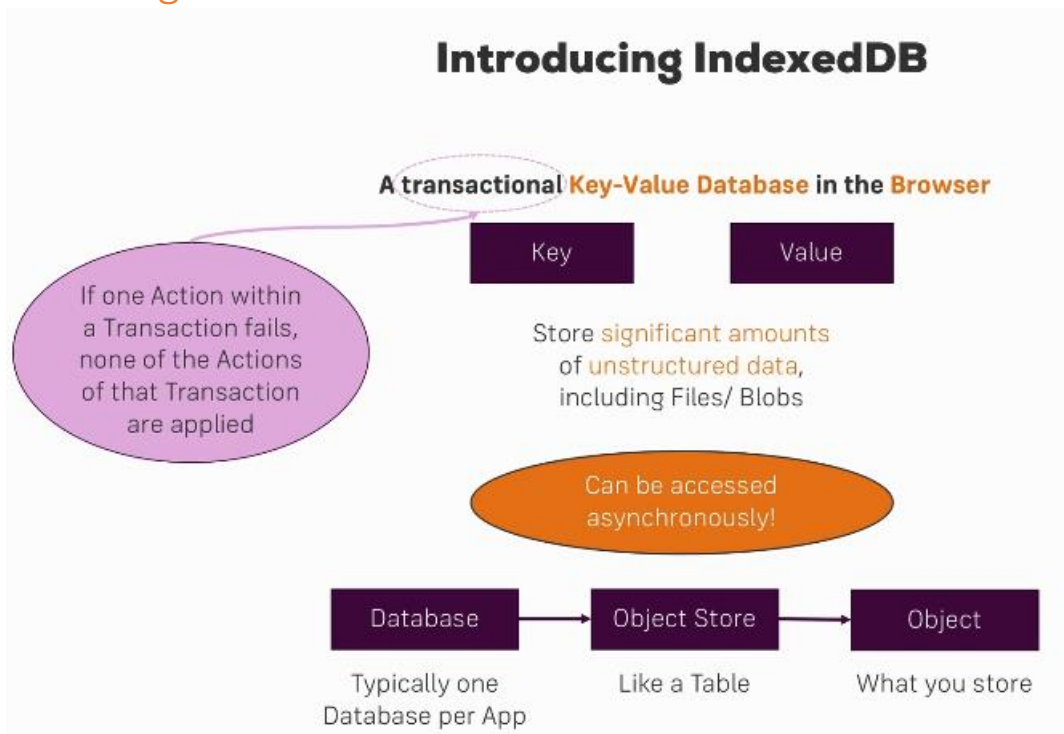 Introducing IndexedDB
A transactional Key-Value Database in the Browser
Key
Value
If one Action within
a Transaction fails,
none of the Actions
of that Transaction
are applied
Store significant amounts
of unstructured data,
including Files/ Blobs
Can be accessed
asynchronously!
Database
Object Store
Object
Typically one
Database per App
Like a Table
What you store